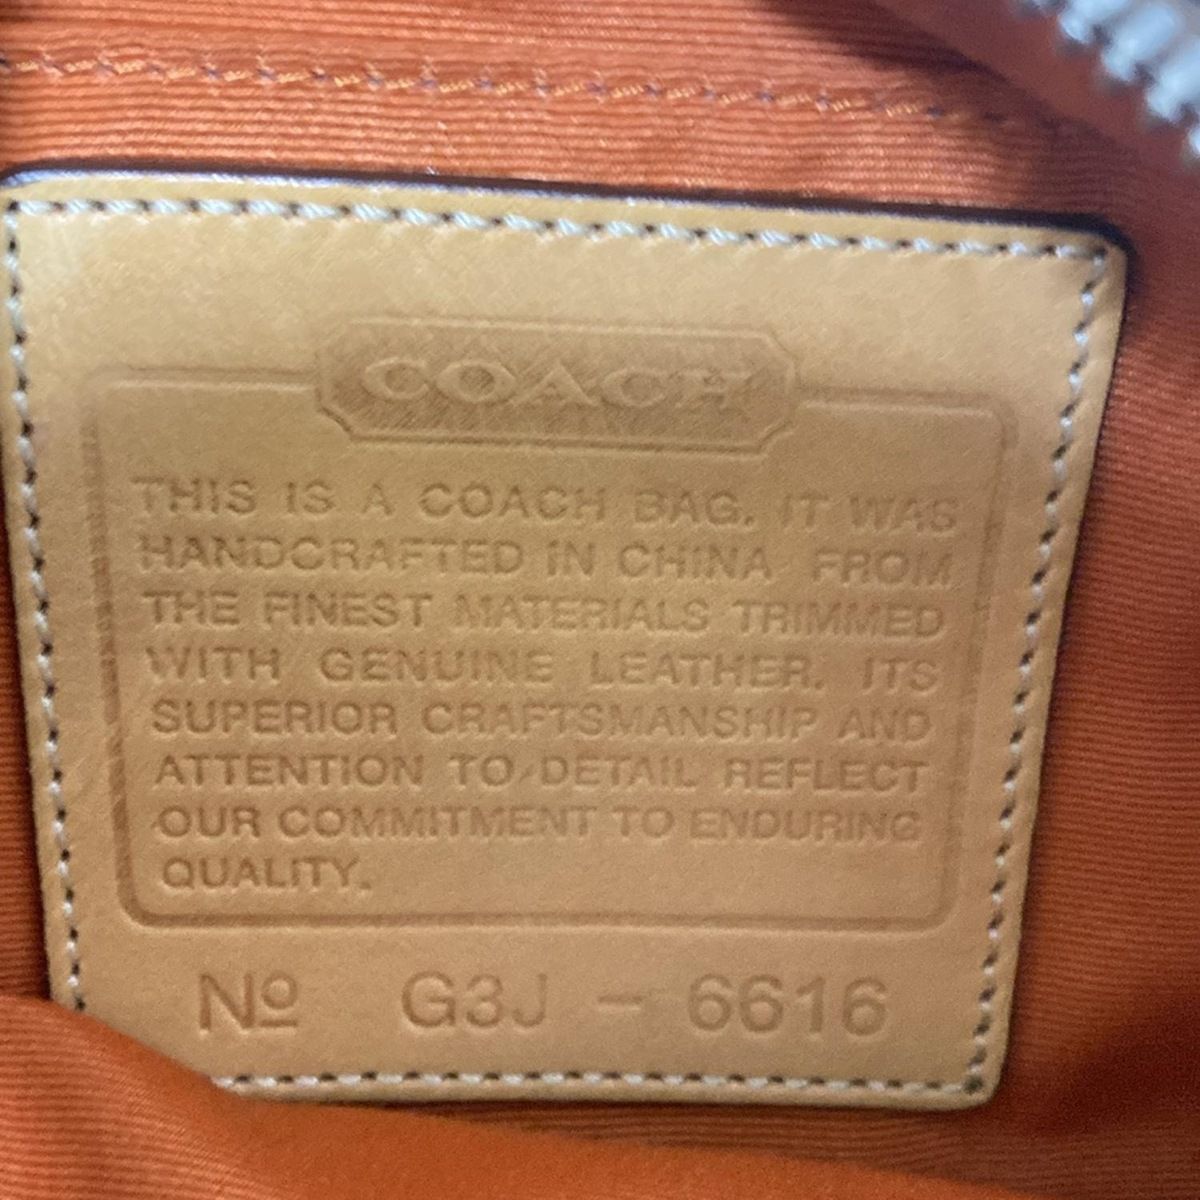 COACH
THIS IS A COACH BAG. IT WAS
HANDCRAFTED IN CHINA FROM
THE FINEST MATERIALS TRIMMED
WITH GENUINE LEATHER. ITS
SUPERIOR CRAFTSMANSHIP AND
ATTENTION TO DETAIL REFLECT
OUR COMMITMENT TO ENDURING
QUALITY.
Nº G3J - 6616